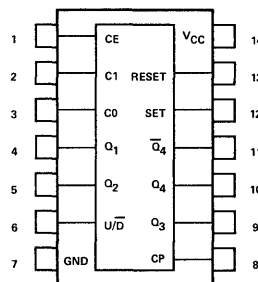 1 CE V_CC 14
2 C1 RESET 13
3 C0 SET 12
4 Q₁ Q̅₄ 11
5 Q₂ Q₄ 10
6 U/D̅ Q₃ 9
7 GND CP 8